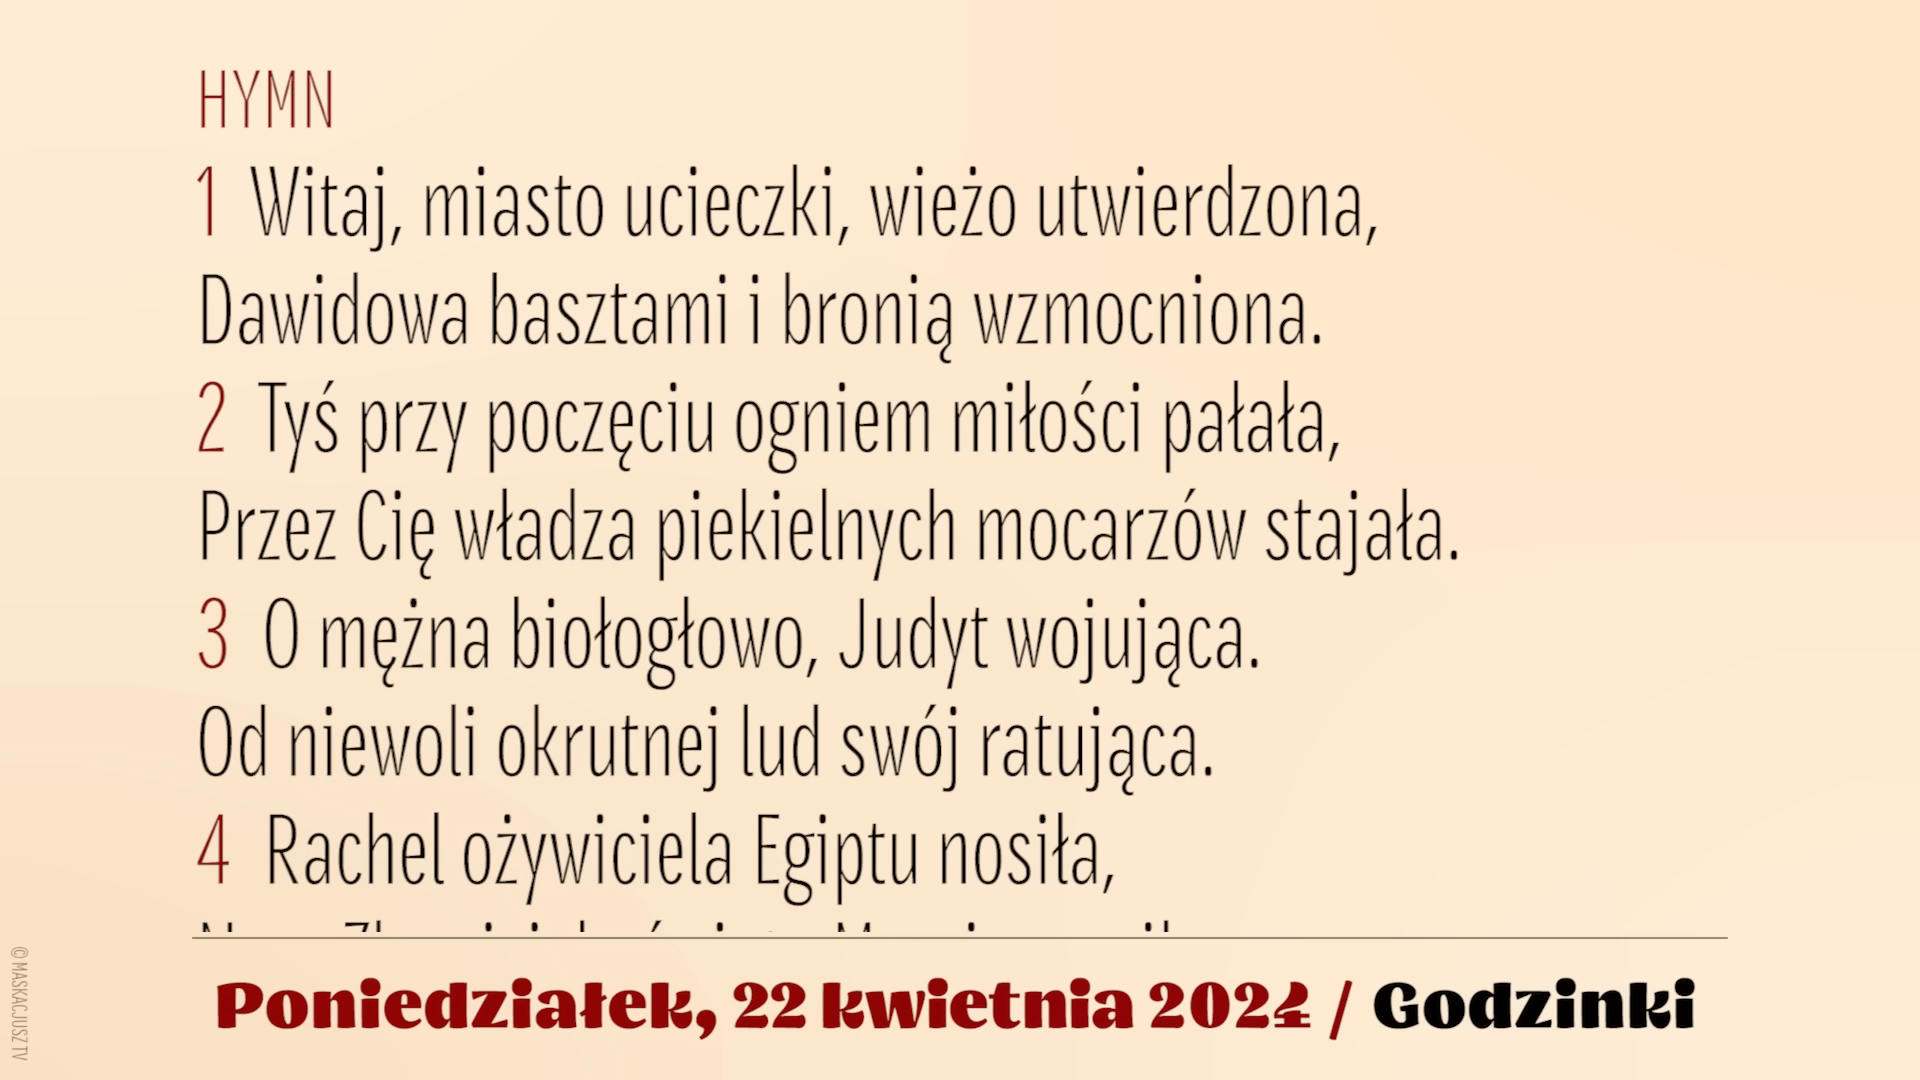 HYMN
1 Witaj, miasto ucieczki, wieżo utwierdzona,
Dawidowa basztami i bronią wzmocniona.
2 Tyś przy poczęciu ogniem miłości pałała,
Przez Cię władza piekielnych mocarzów stajała.
3 O mężna biołogłowo, Judyt wojująca.
Od niewoli okrutnej lud swój ratująca.
4 Rachel ożywiciela Egiptu nosiła,
Poniedziałek, 22 kwietnia 2024 / Godzinki
© MASKACJUSZ TV